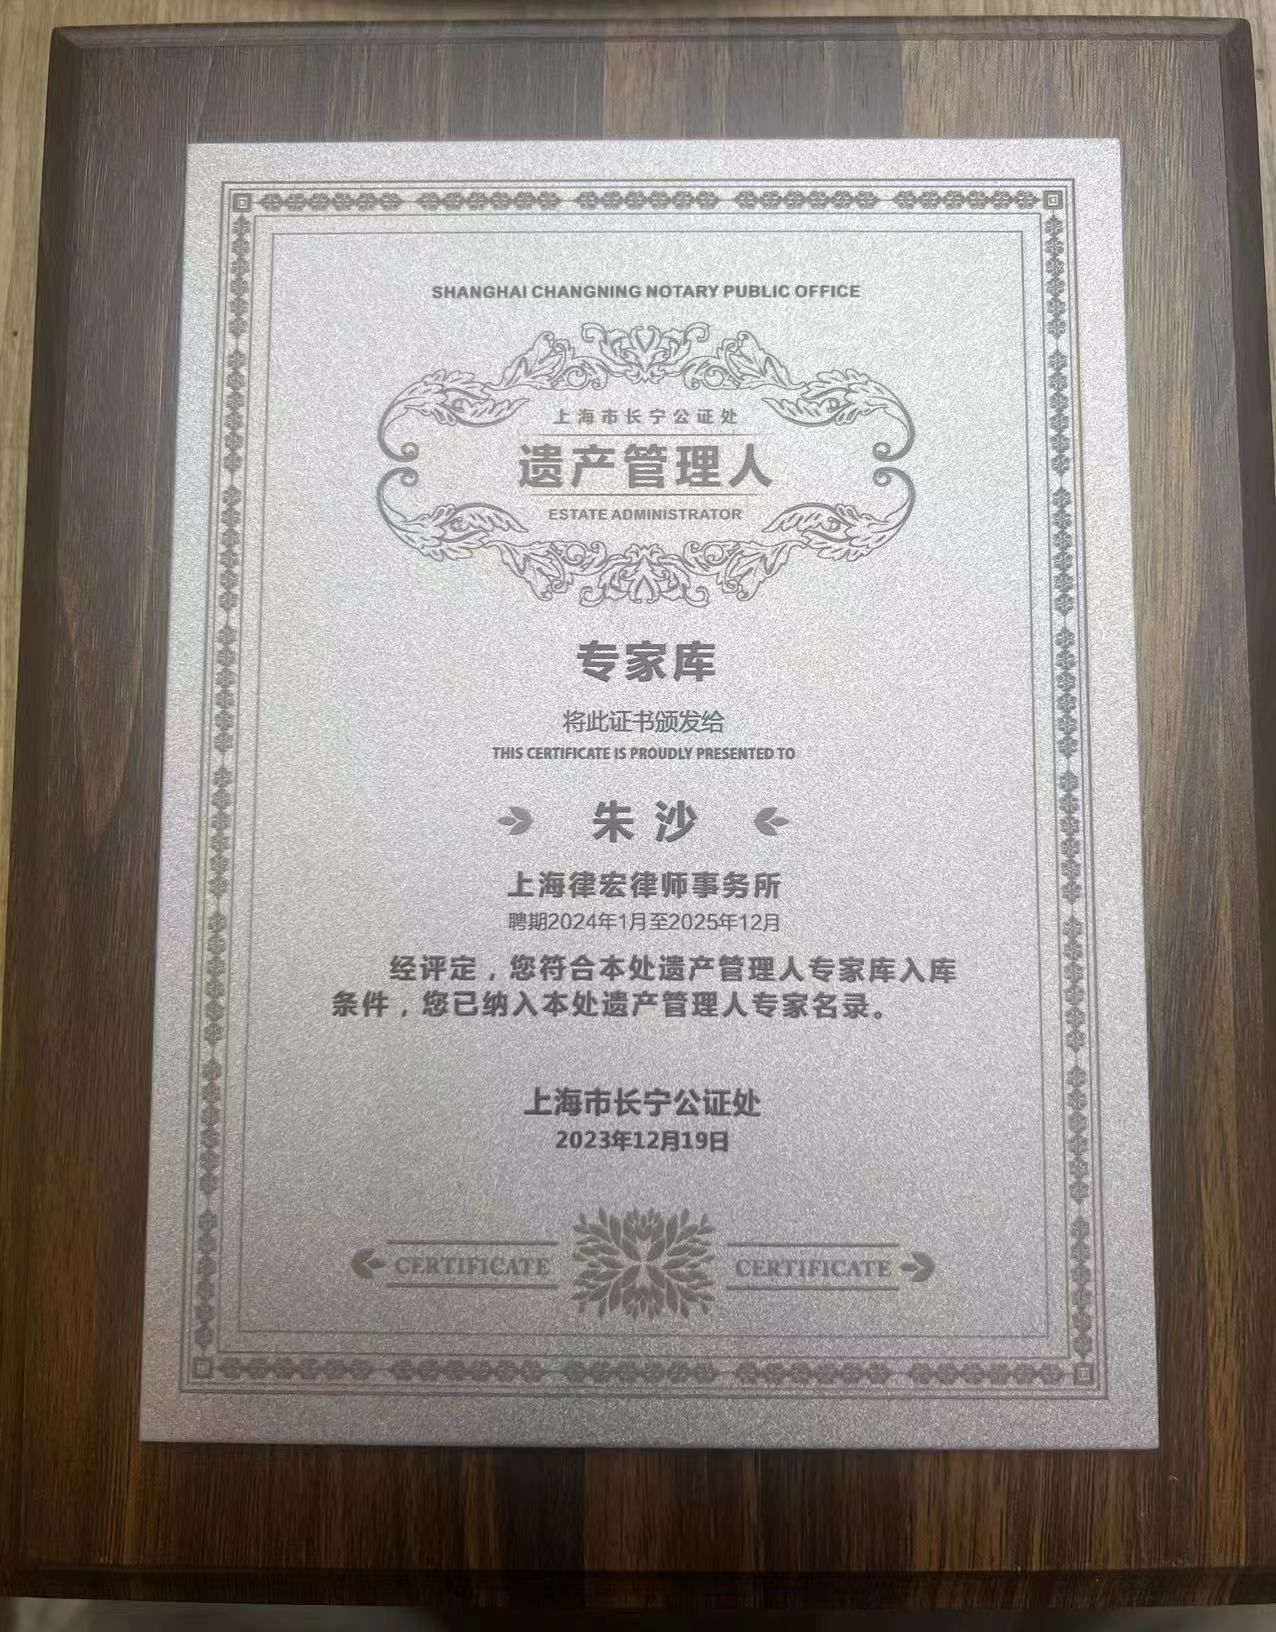 SHANGHAI CHANGNING NOTARY PUBLIC OFFICE
上海市长宁公证处
遗产管理人
ESTATE ADMINISTRATOR
专家库
将此证书颁发给
THIS CERTIFICATE IS PROUDLY PRESENTED TO
朱沙
上海律宏律师事务所
聘期2024年1月至2025年12月
经评定，您符合本处遗产管理人专家库入库
条件，您已纳入本处遗产管理人专家名录。
上海市长宁公证处
2023年12月19日
CERTIFICATE CERTIFICATE